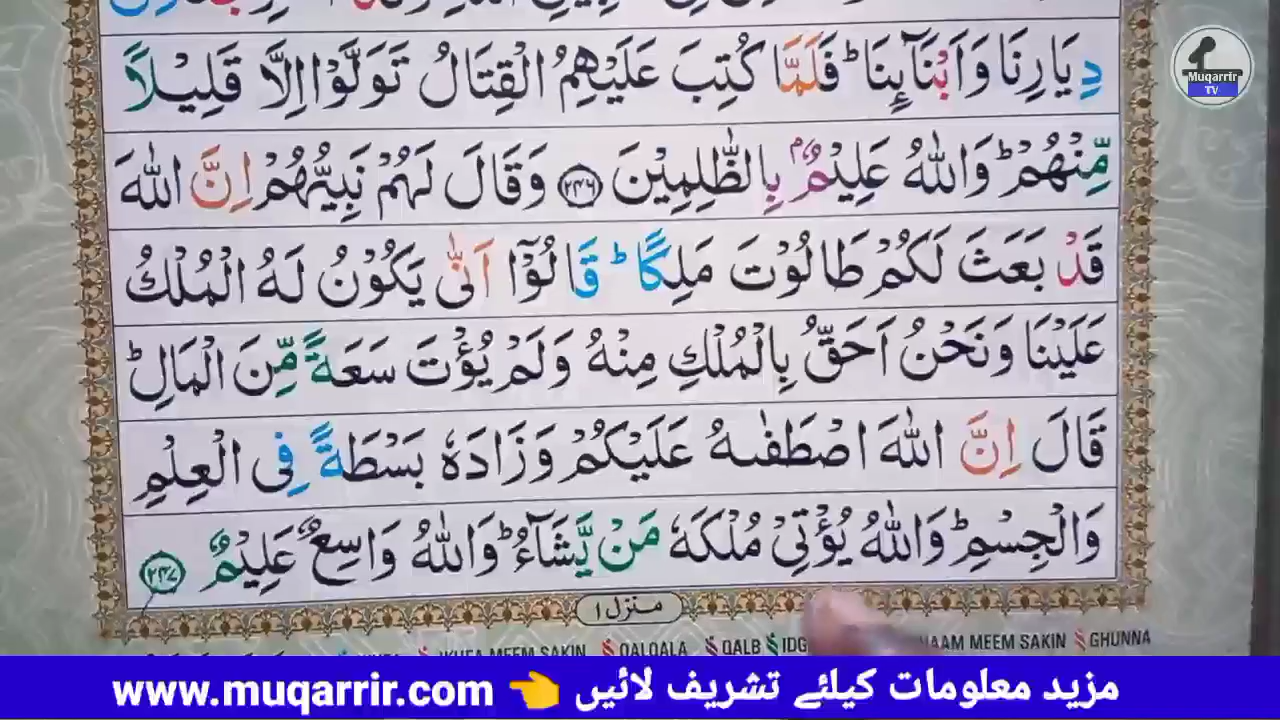 دِيَارِنَا وَاَبْنَآئِنَا ؕ فَلَمَّا كُتِبَ عَلَيْهِمُ الْقِتَالُ تَوَلَّوْا اِلَّا قَلِيْلًا
مِّنْهُمْ ؕ وَاللّٰهُ عَلِيْمٌۢ بِالظّٰلِمِيْنَ ﴿۲۴۶﴾ وَقَالَ لَهُمْ نَبِيُّهُمْ اِنَّ اللّٰهَ
قَدْ بَعَثَ لَكُمْ طَالُوْتَ مَلِكًا ؕ قَالُوْۤا اَنّٰى يَكُوْنُ لَهُ الْمُلْكُ
عَلَيْنَا وَنَحْنُ اَحَقُّ بِالْمُلْكِ مِنْهُ وَلَمْ يُؤْتَ سَعَةً مِّنَ الْمَالِ ؕ
قَالَ اِنَّ اللّٰهَ اصْطَفٰىهُ عَلَيْكُمْ وَزَادَهٗ بَسْطَةً فِى الْعِلْمِ
وَالْجِسْمِ ؕ وَاللّٰهُ يُؤْتِىْ مُلْكَهٗ مَنْ يَّشَآءُ ؕ وَاللّٰهُ وَاسِعٌ عَلِيْمٌ ﴿۲۴۷﴾
منزل ۱
MEEM SAKIN QALQALA QALB MEEM SAKIN GHUNNA
مزید معلومات کیلئے تشریف لائیں 👈 www.muqarrir.com
Muqarrir
TV